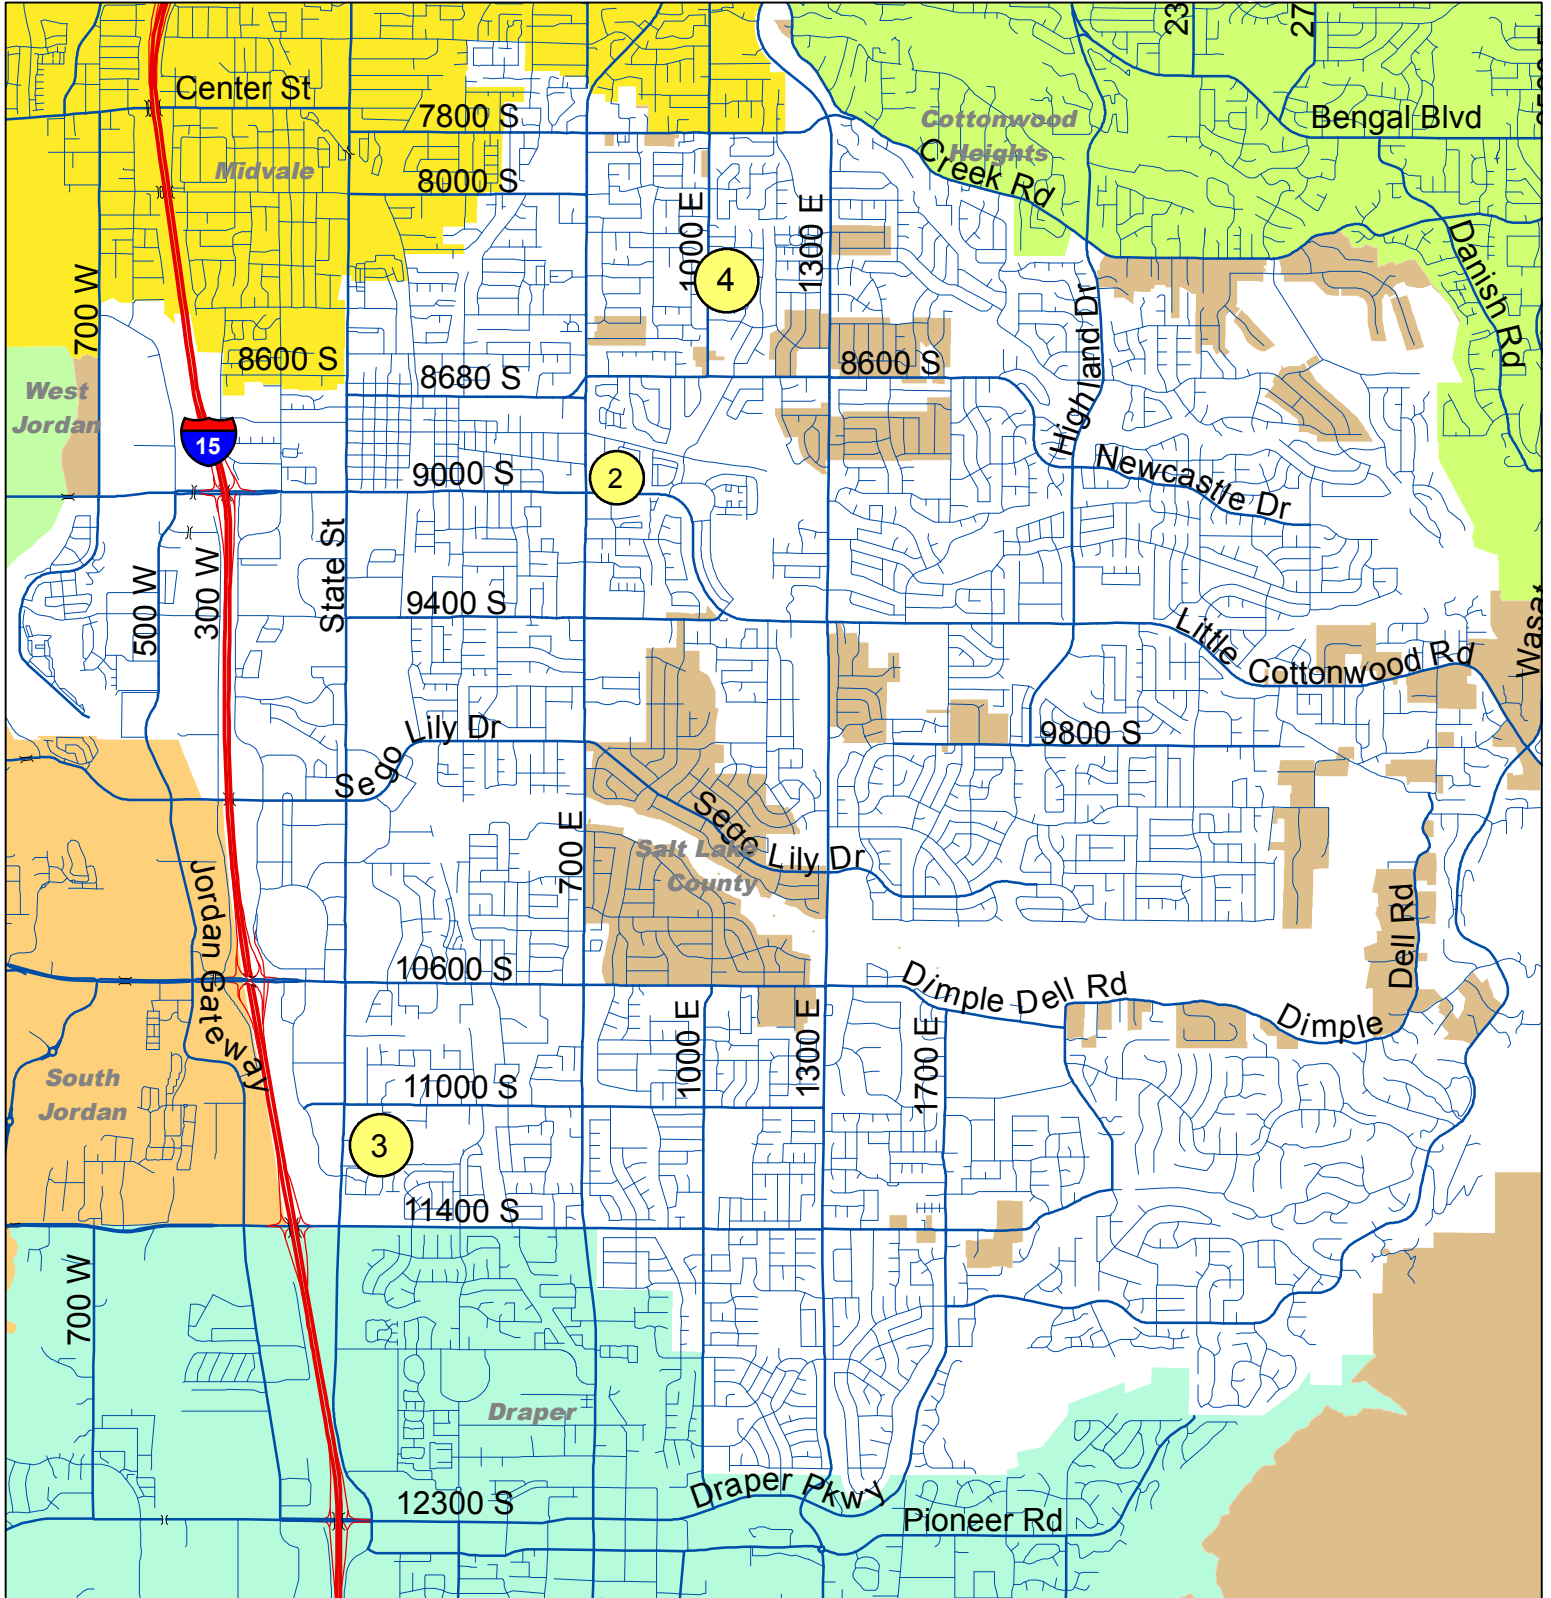 23
27
Center St
7800 S
Cottonwood
Heights
Bengal Blvd
Midvale
8000 S
Creek Rd
1000 E
1300 E
4
Danish Rd
700 W
Highland Dr
8600 S
8680 S
8600 S
West
Jordan
15
9000 S
2
Newcastle Dr
State St
300 W
500 W
9400 S
Little
Cottonwood Rd
Wasat
Sego
Lily Dr
9800 S
Sego
Lily Dr
700 E
Salt Lake
County
Jordan Gateway
Dell Rd
10600 S
Dimple Dell Rd
Dimple
1000 E
1300 E
1700 E
South
Jordan
11000 S
3
11400 S
700 W
Draper
12300 S
Draper Pkwy
Pioneer Rd